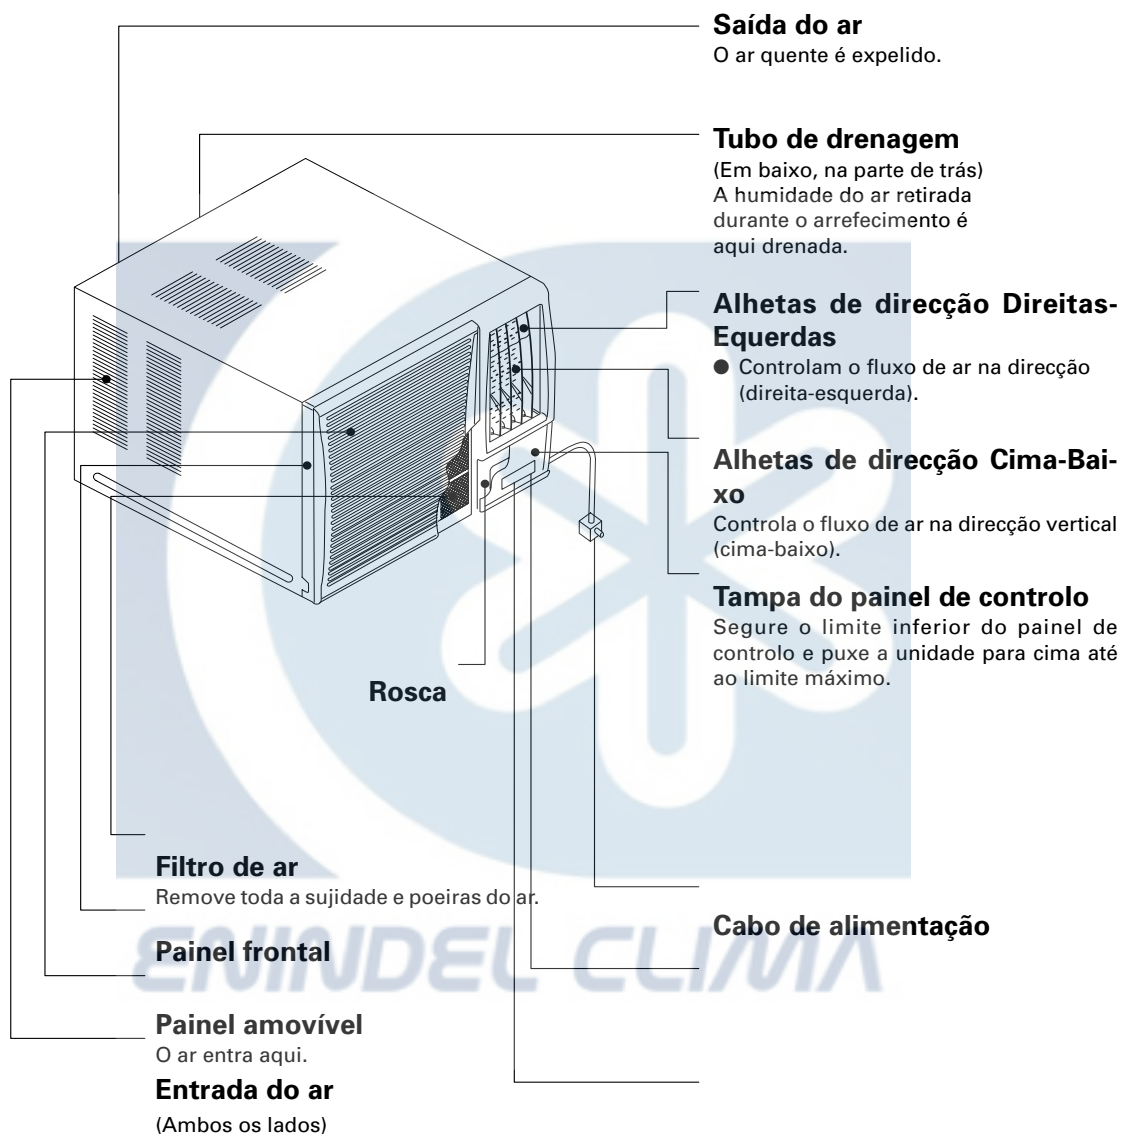 Saída do ar
O ar quente é expelido.
Tubo de drenagem
(Em baixo, na parte de trás)
A humidade do ar retirada
durante o arrefecimento é
aqui drenada.
Alhetas de direcção Direitas-
Equerdas
● Controlam o fluxo de ar na direcção
(direita-esquerda).
Alhetas de direcção Cima-Bai-
xo
Controla o fluxo de ar na direcção vertical
(cima-baixo).
Tampa do painel de controlo
Segure o limite inferior do painel de
controlo e puxe a unidade para cima até
ao limite máximo.
Rosca
Filtro de ar
Remove toda a sujidade e poeiras do ar.
Cabo de alimentação
Painel frontal
ENINDEL CLIMA
Painel amovível
O ar entra aqui.
Entrada do ar
(Ambos os lados)